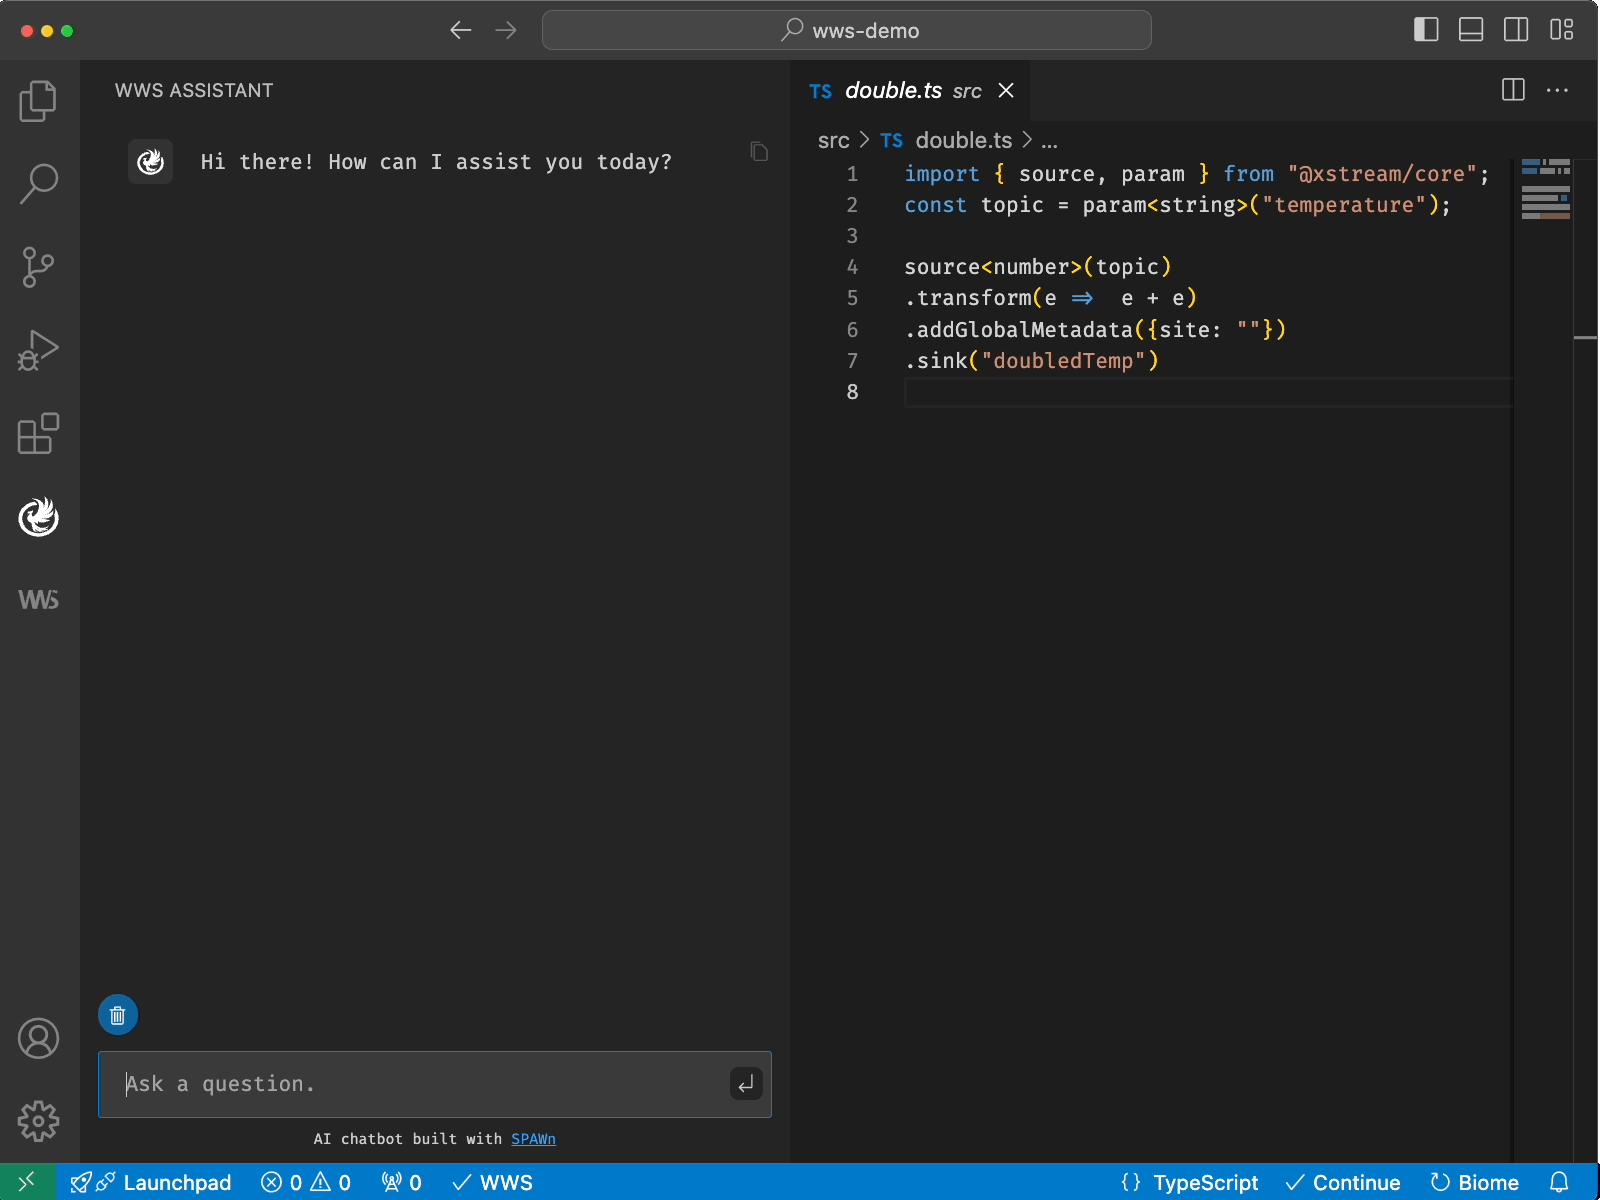 wws-demo
WWS ASSISTANT
Hi there! How can I assist you today?
WWS
Ask a question.
AI chatbot built with SPAWn
TS double.ts src
src > TS double.ts > ...
1 import { source, param } from "@xstream/core";
2 const topic = param<string>("temperature");
3
4 source<number>(topic)
5 .transform(e => e + e)
6 .addGlobalMetadata({site: ""})
7 .sink("doubledTemp")
8
Launchpad 0 0 0 WWS {} TypeScript Continue Biome